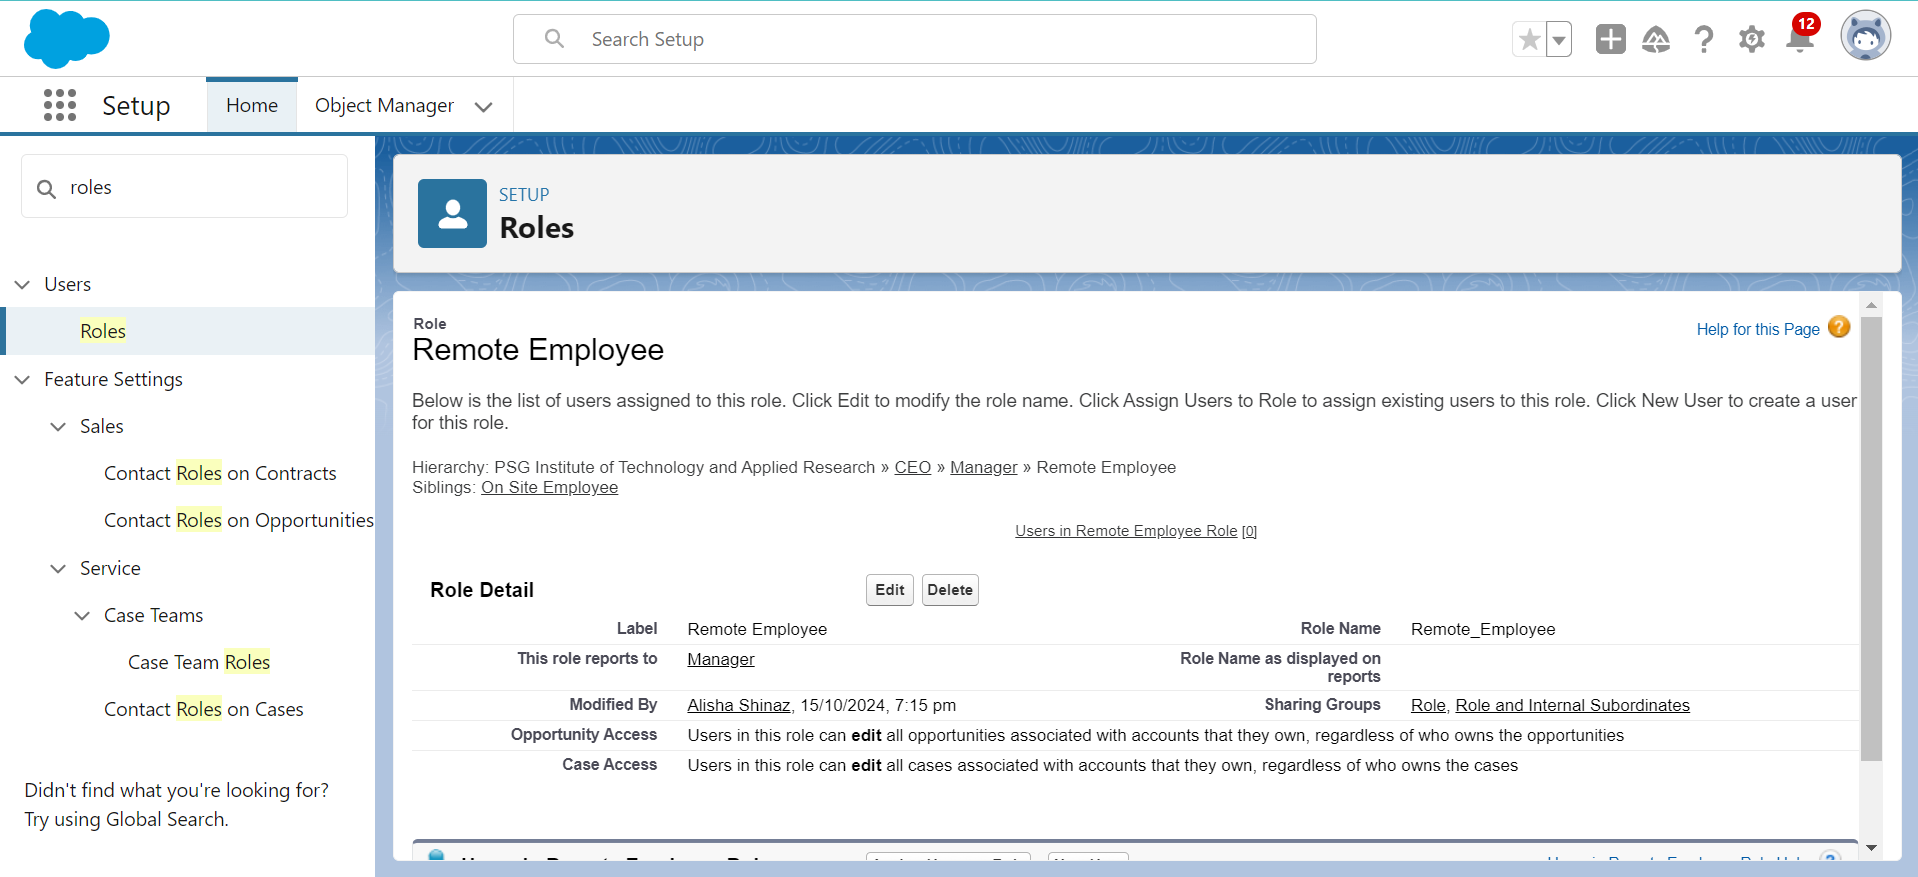 Search Setup
12
Setup
Home
Object Manager
roles
Users
Roles
Feature Settings
Sales
Contact Roles on Contracts
Contact Roles on Opportunities
Service
Case Teams
Case Team Roles
Contact Roles on Cases
Didn't find what you're looking for?
Try using Global Search.
SETUP
Roles
Role
Remote Employee
Help for this Page ?
Below is the list of users assigned to this role. Click Edit to modify the role name. Click Assign Users to Role to assign existing users to this role. Click New User to create a user
for this role.
Hierarchy: PSG Institute of Technology and Applied Research » CEO » Manager » Remote Employee
Siblings: On Site Employee
Users in Remote Employee Role [0]
Role Detail
Edit Delete
Label Remote Employee Role Name Remote_Employee
This role reports to Manager Role Name as displayed on
reports
Modified By Alisha Shinaz, 15/10/2024, 7:15 pm Sharing Groups Role, Role and Internal Subordinates
Opportunity Access Users in this role can edit all opportunities associated with accounts that they own, regardless of who owns the opportunities
Case Access Users in this role can edit all cases associated with accounts that they own, regardless of who owns the cases